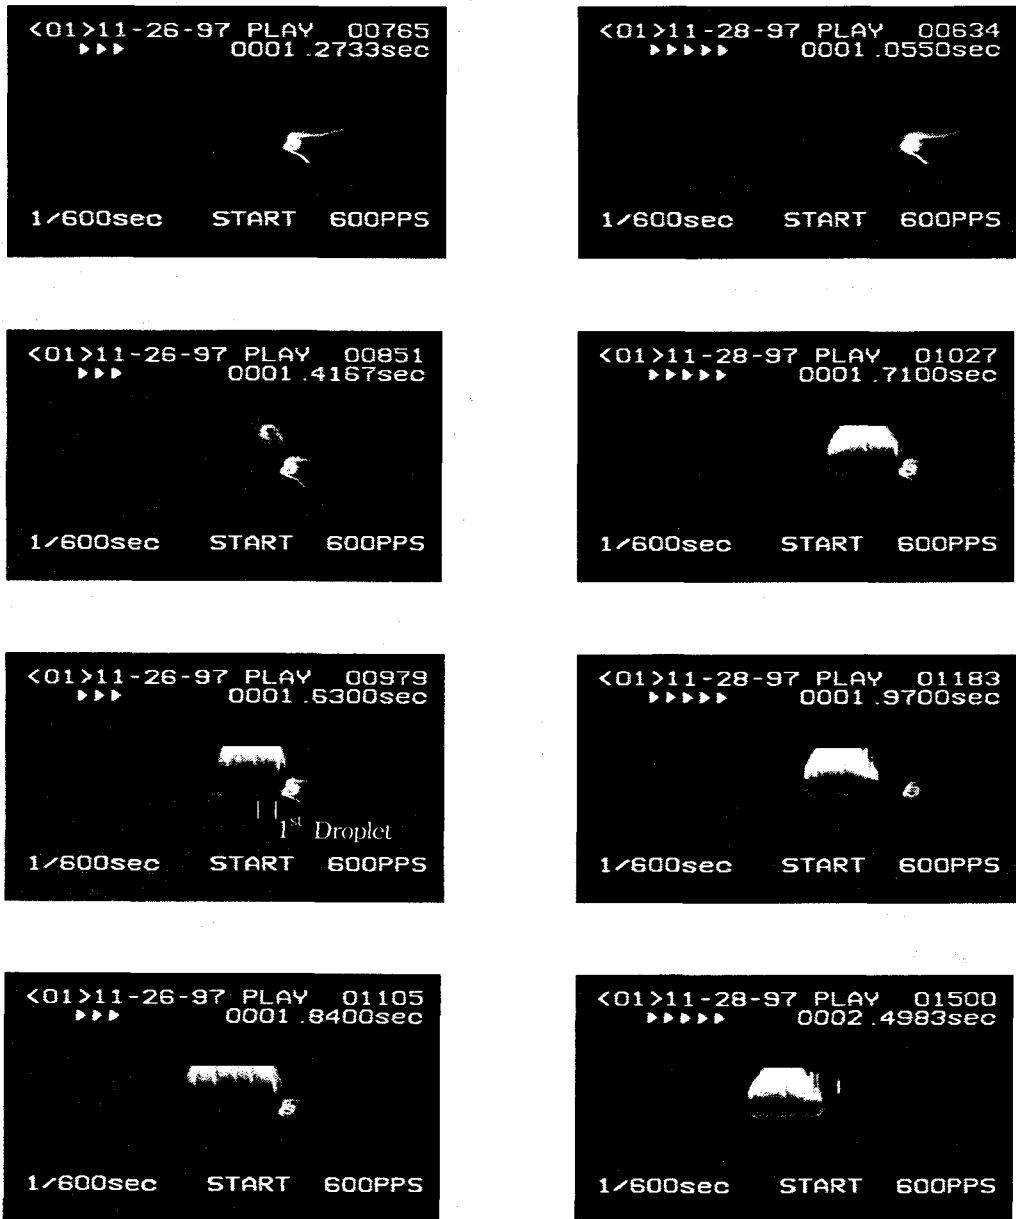 <01>11-26-97 PLAY 00765
0001.2733sec
1/600sec START 600PPS
<01>11-26-97 PLAY 00851
0001.4167sec
1/600sec START 600PPS
<01>11-26-97 PLAY 00979
0001.6300sec
1st Droplet
1/600sec START 600PPS
<01>11-26-97 PLAY 01105
0001.8400sec
1/600sec START 600PPS
<01>11-28-97 PLAY 00634
0001.0550sec
1/600sec START 600PPS
<01>11-28-97 PLAY 01027
0001.7100sec
1/600sec START 600PPS
<01>11-28-97 PLAY 01183
0001.9700sec
1/600sec START 600PPS
<01>11-28-97 PLAY 01500
0002.4983sec
1/600sec START 600PPS